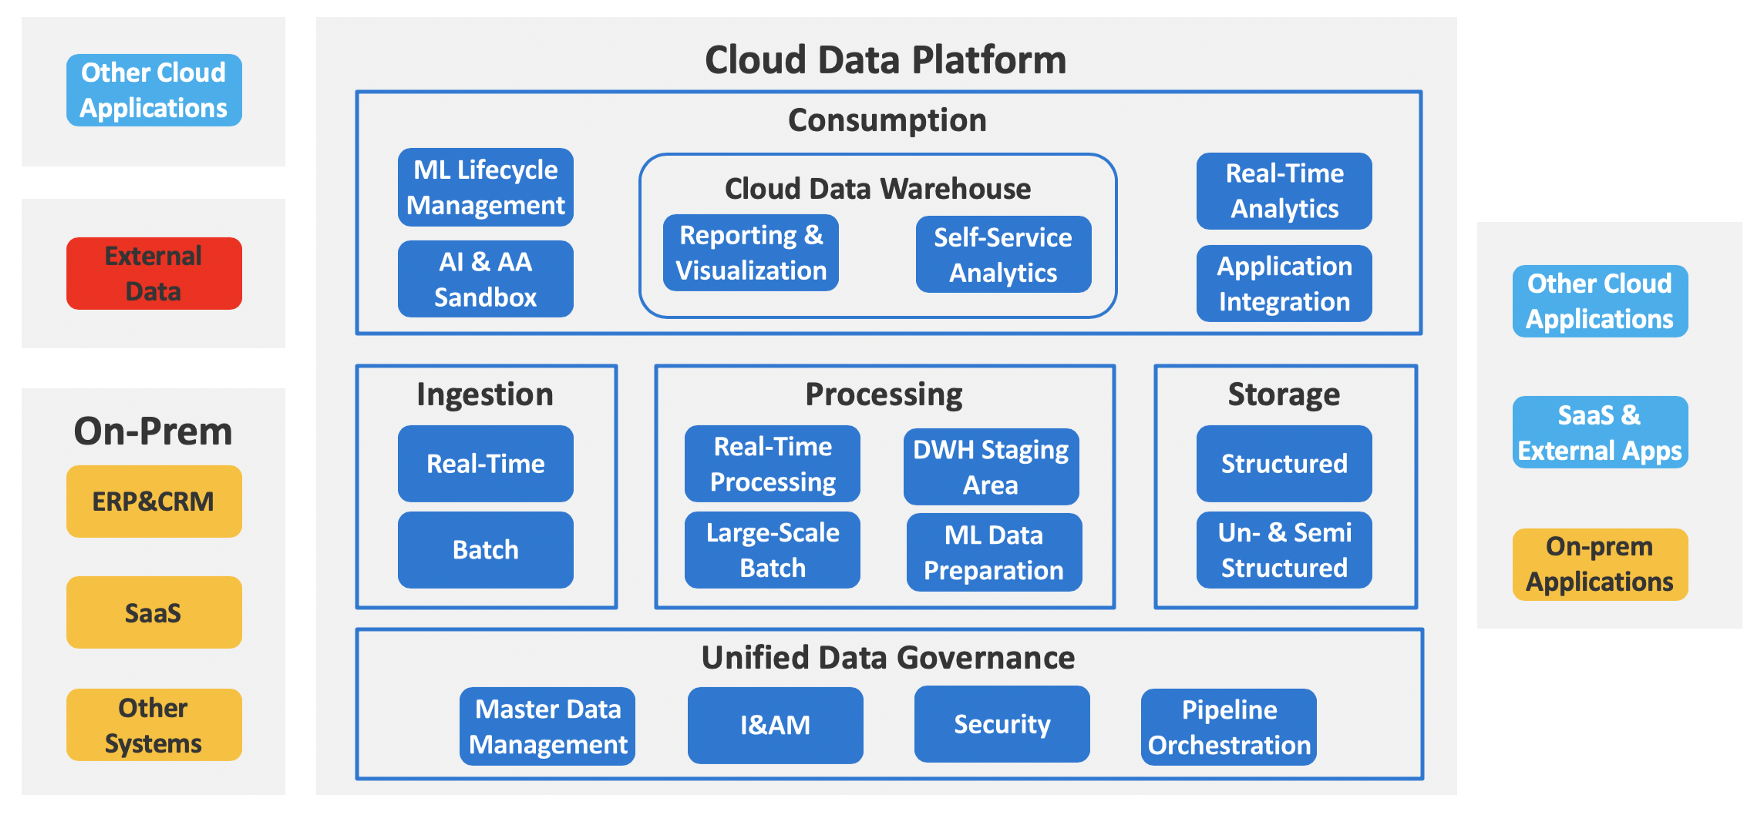 Other Cloud
Applications
External
Data
On-Prem
ERP&CRM
SaaS
Other
Systems
Cloud Data Platform
Consumption
ML Lifecycle
Management
AI & AA
Sandbox
Cloud Data Warehouse
Reporting &
Visualization
Self-Service
Analytics
Real-Time
Analytics
Application
Integration
Ingestion
Real-Time
Batch
Processing
Real-Time
Processing
DWH Staging
Area
Large-Scale
Batch
ML Data
Preparation
Storage
Structured
Un- & Semi
Structured
Unified Data Governance
Master Data
Management
I&AM
Security
Pipeline
Orchestration
Other Cloud
Applications
SaaS &
External Apps
On-prem
Applications